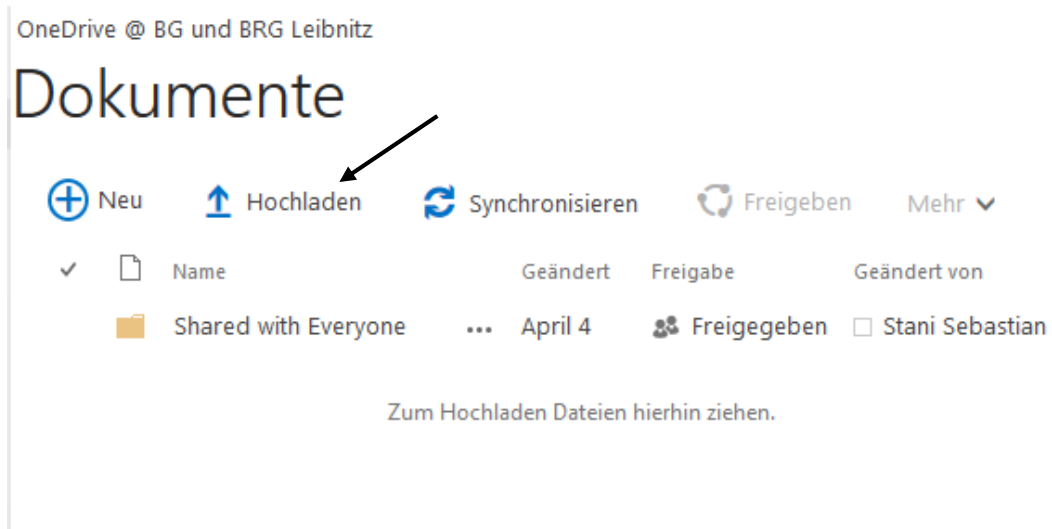 OneDrive @ BG und BRG Leibnitz
Dokumente
Neu Hochladen Synchronisieren Freigeben Mehr
Name Geändert Freigabe Geändert von
Shared with Everyone ... April 4 Freigegeben Stani Sebastian
Zum Hochladen Dateien hierhin ziehen.